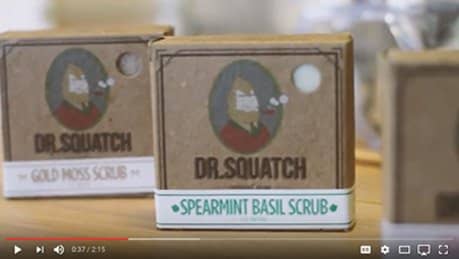 DR.SQUATCH
GOLD MOSS SCRUB
DR.SQUATCH
SPEARMINT BASIL SCRUB
0:37 / 2:15